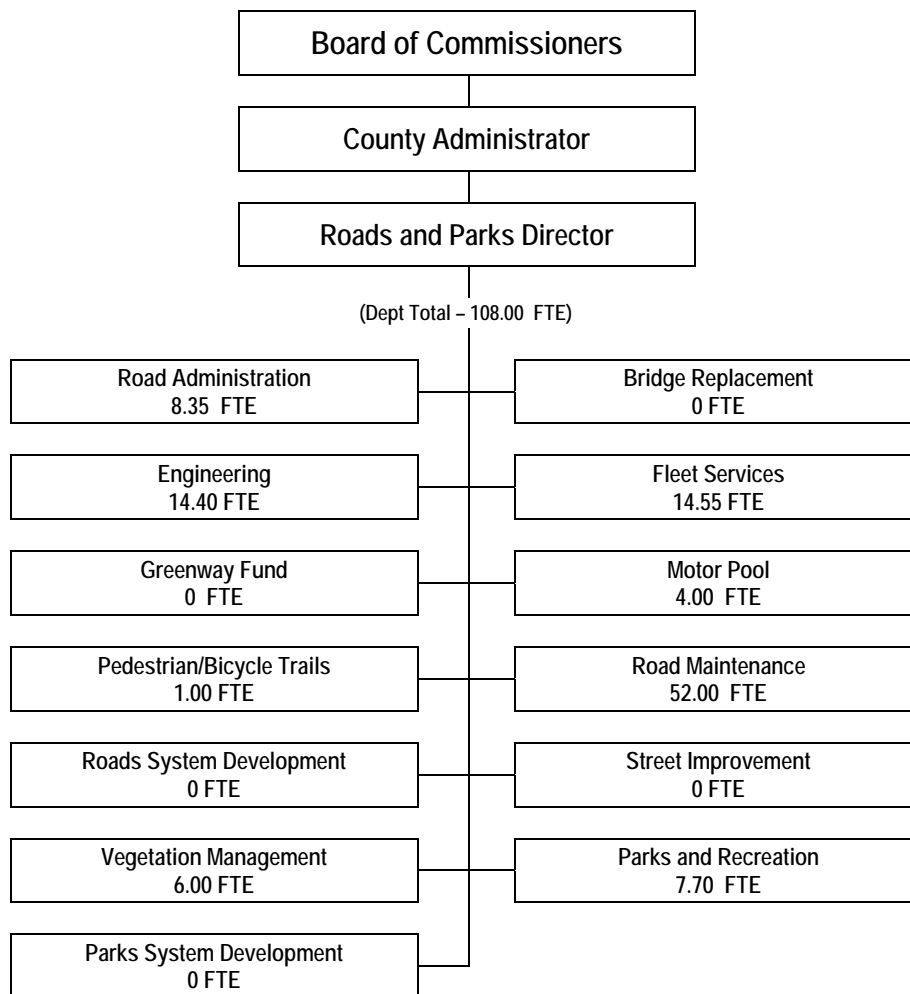 Board of Commissioners
County Administrator
Roads and Parks Director
(Dept Total – 108.00 FTE)
Road Administration
8.35 FTE
Bridge Replacement
0 FTE
Engineering
14.40 FTE
Fleet Services
14.55 FTE
Greenway Fund
0 FTE
Motor Pool
4.00 FTE
Pedestrian/Bicycle Trails
1.00 FTE
Road Maintenance
52.00 FTE
Roads System Development
0 FTE
Street Improvement
0 FTE
Vegetation Management
6.00 FTE
Parks and Recreation
7.70 FTE
Parks System Development
0 FTE